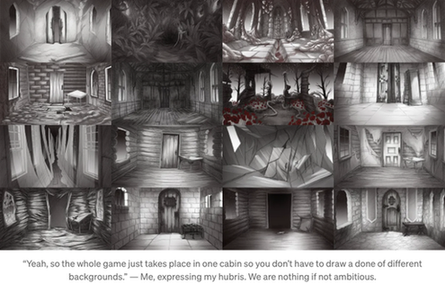 “Yeah, so the whole game just takes place in one cabin so you don’t have to draw a done of different
backgrounds.” — Me, expressing my hubris. We are nothing if not ambitious.